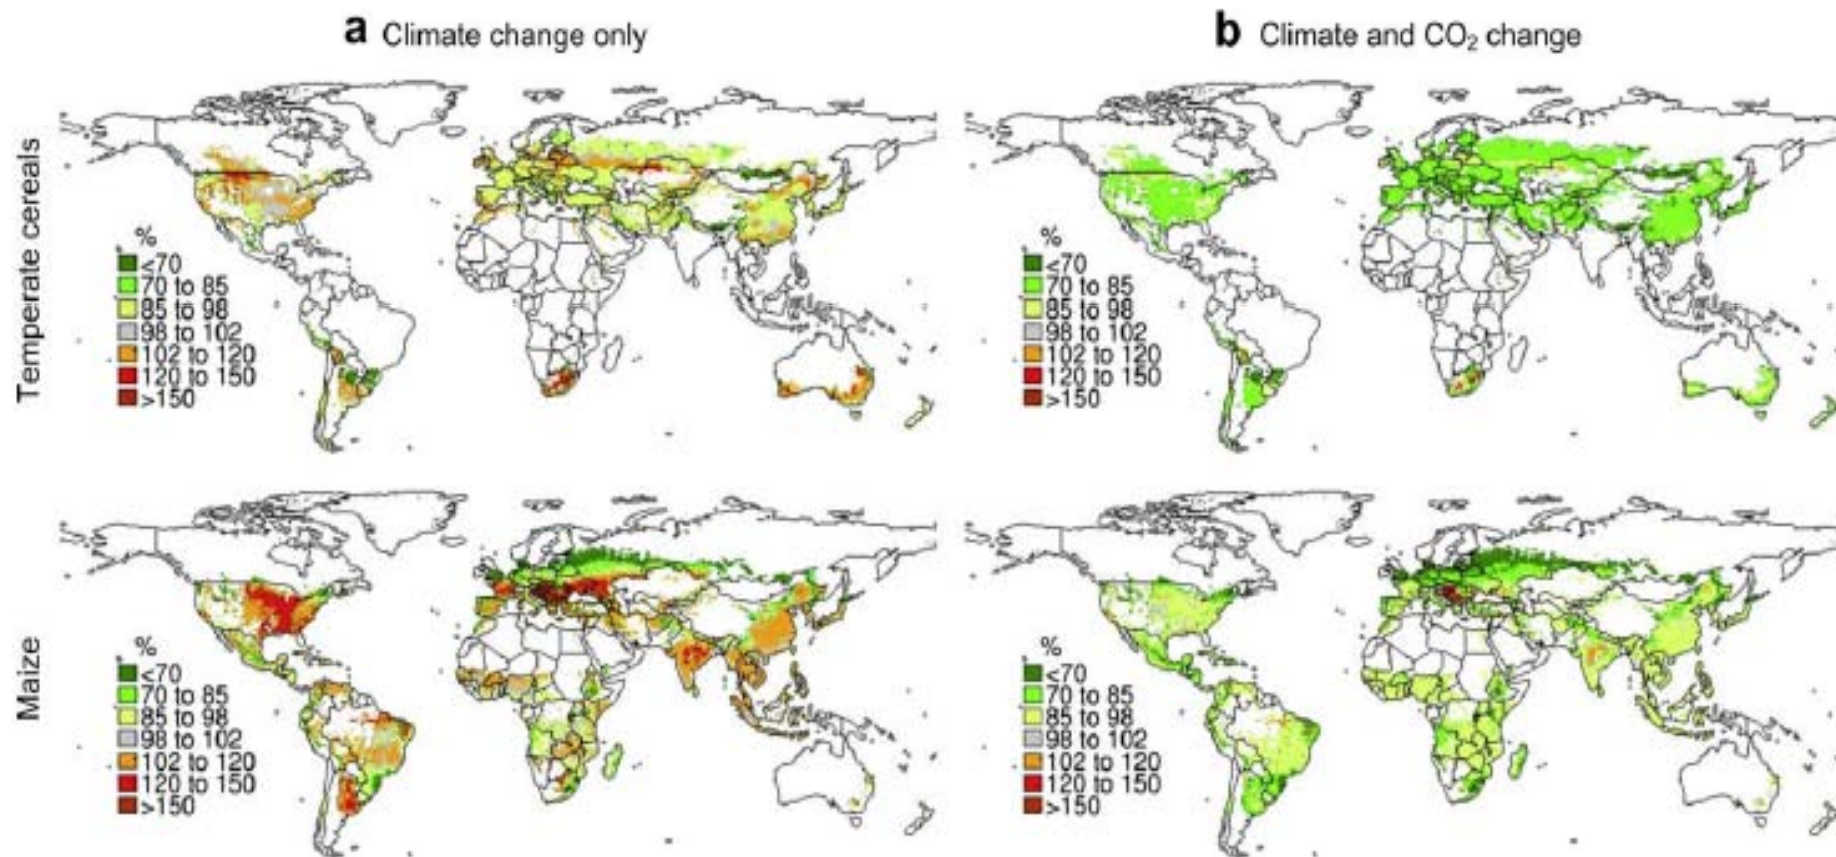 a Climate change only
b Climate and CO₂ change
Temperate cereals
%
<70
70 to 85
85 to 98
98 to 102
102 to 120
120 to 150
>150
%
<70
70 to 85
85 to 98
98 to 102
102 to 120
120 to 150
>150
Maize
%
<70
70 to 85
85 to 98
98 to 102
102 to 120
120 to 150
>150
%
<70
70 to 85
85 to 98
98 to 102
102 to 120
120 to 150
>150